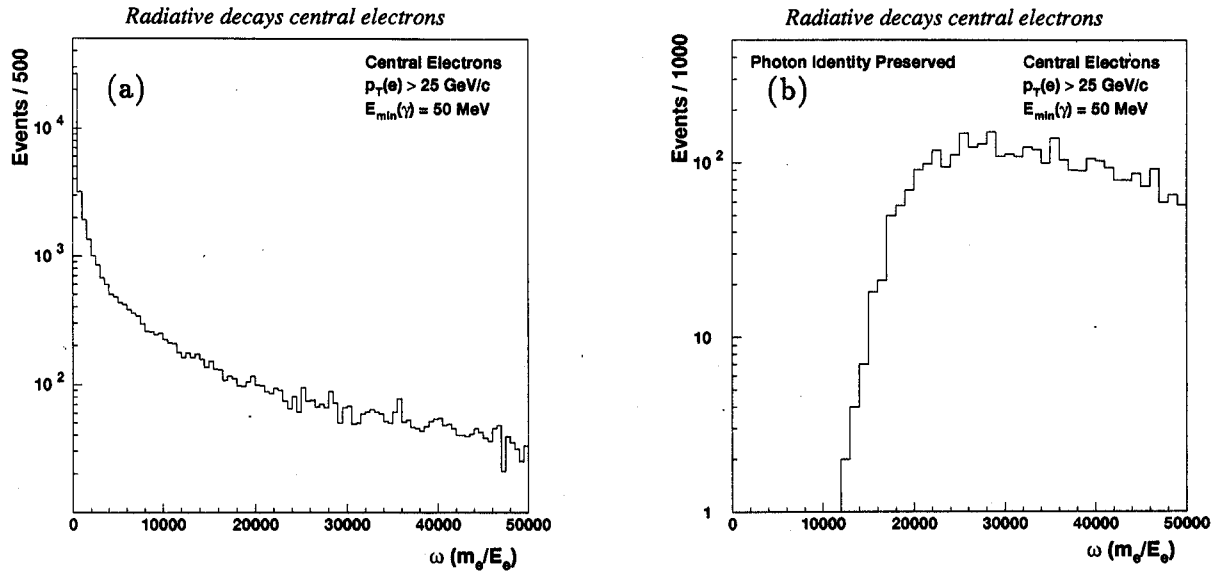 Radiative decays central electrons
Events / 500
(a)
Central Electrons
p_T(e) > 25 GeV/c
E_min(γ) = 50 MeV
10^4
10^3
10^2
0 10000 20000 30000 40000 50000
ω (m_e/E_e)
Radiative decays central electrons
Events / 1000
Photon Identity Preserved
(b)
Central Electrons
p_T(e) > 25 GeV/c
E_min(γ) = 50 MeV
10^2
10
1
0 10000 20000 30000 40000 50000
ω (m_e/E_e)